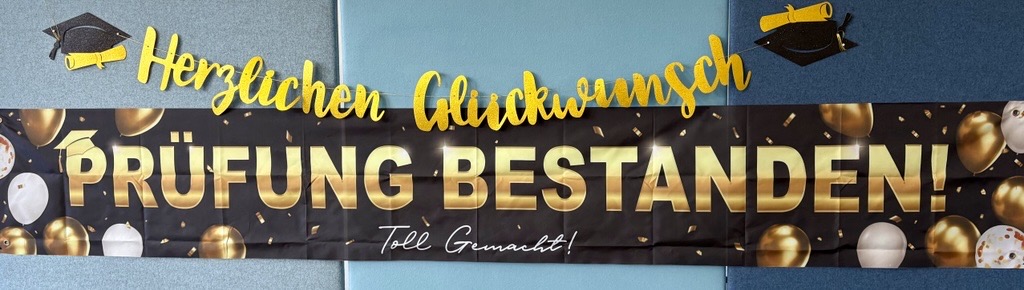 Herzlichen Glückwunsch
PRÜFUNG BESTANDEN!
Toll Gemacht!